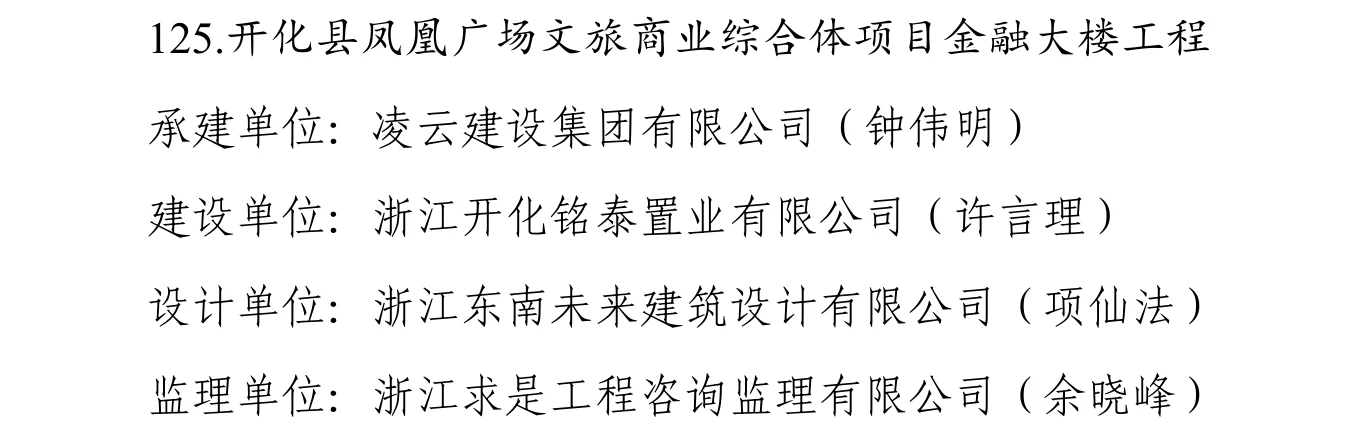 125.开化县凤凰广场文旅商业综合体项目金融大楼工程
承建单位：凌云建设集团有限公司（钟伟明）
建设单位：浙江开化铭泰置业有限公司（许言理）
设计单位：浙江东南未来建筑设计有限公司（项仙法）
监理单位：浙江求是工程咨询监理有限公司（余晓峰）